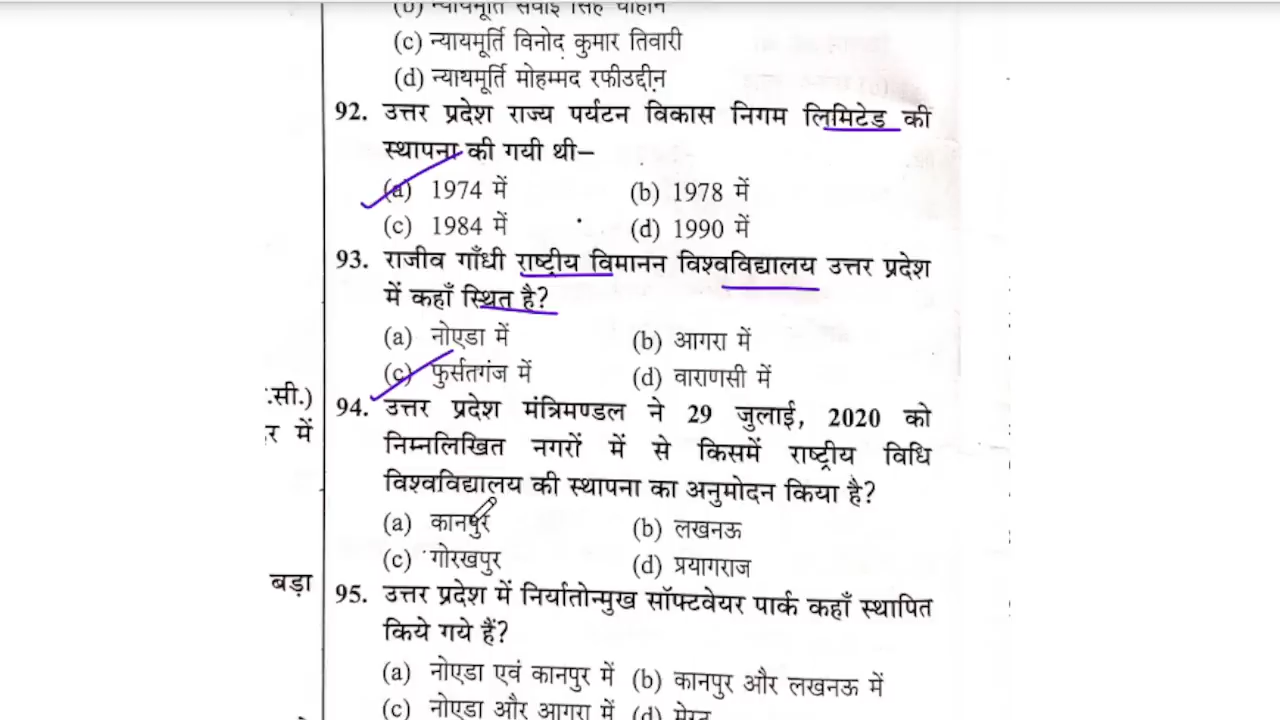 (b) न्यायमूर्ति सवाई सिंह चौहान
(c) न्यायमूर्ति विनोद कुमार तिवारी
(d) न्याथमूर्ति मोहम्मद रफीउद्दीन
92. उत्तर प्रदेश राज्य पर्यटन विकास निगम लिमिटेड की
स्थापना की गयी थी–
(a) 1974 में (b) 1978 में
(c) 1984 में (d) 1990 में
93. राजीव गाँधी राष्ट्रीय विमानन विश्वविद्यालय उत्तर प्रदेश
में कहाँ स्थित है?
(a) नोएडा में (b) आगरा में
(c) फुर्सतगंज में (d) वाराणसी में
.सी.)
र में
94. उत्तर प्रदेश मंत्रिमण्डल ने 29 जुलाई, 2020 को
निम्नलिखित नगरों में से किसमें राष्ट्रीय विधि
विश्वविद्यालय की स्थापना का अनुमोदन किया है?
(a) कानपुर (b) लखनऊ
(c) गोरखपुर (d) प्रयागराज
बड़ा
95. उत्तर प्रदेश में निर्यातोन्मुख सॉफ्टवेयर पार्क कहाँ स्थापित
किये गये हैं?
(a) नोएडा एवं कानपुर में (b) कानपुर और लखनऊ में
(c) नोएडा और आगरा में (d) मेरठ